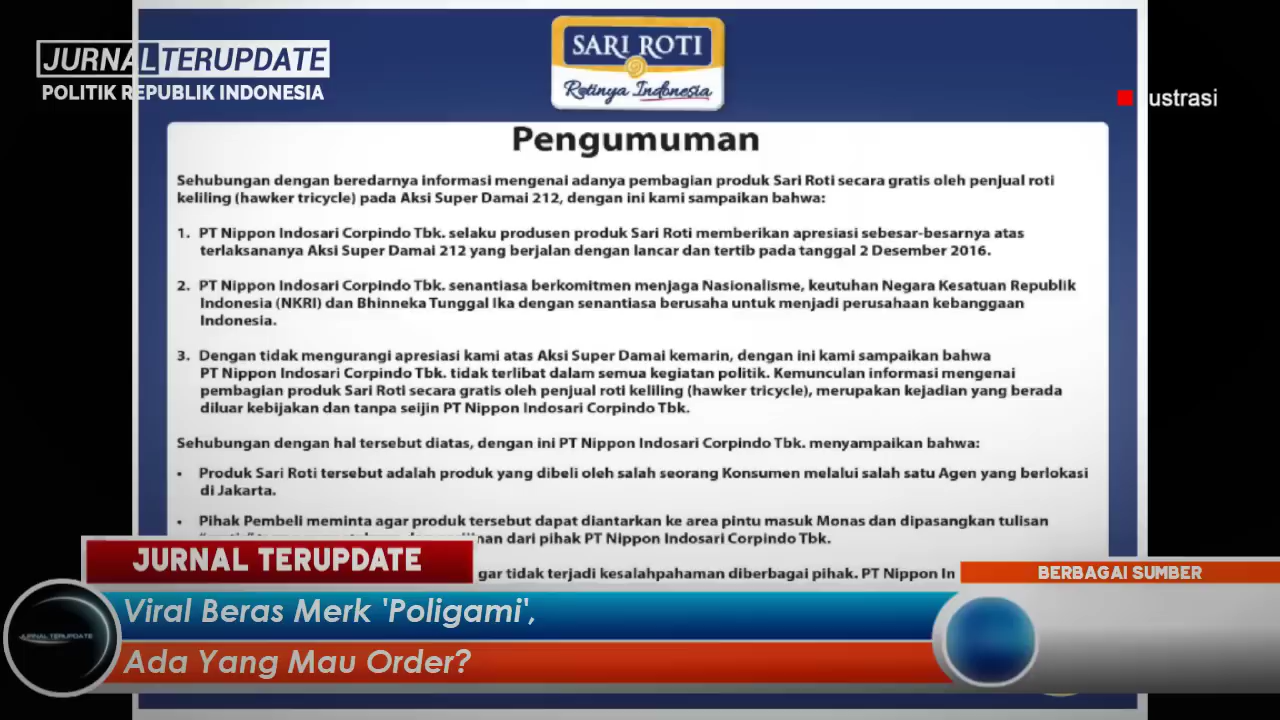 JURNALTERUPDATE
POLITIK REPUBLIK INDONESIA
SARI ROTI
Rotinya Indonesia
ustrasi
Pengumuman
Sehubungan dengan beredarnya informasi mengenai adanya pembagian produk Sari Roti secara gratis oleh penjual roti
keliling (hawker tricycle) pada Aksi Super Damai 212, dengan ini kami sampaikan bahwa:
1. PT Nippon Indosari Corpindo Tbk. selaku produsen produk Sari Roti memberikan apresiasi sebesar-besarnya atas
terlaksananya Aksi Super Damai 212 yang berjalan dengan lancar dan tertib pada tanggal 2 Desember 2016.
2. PT Nippon Indosari Corpindo Tbk. senantiasa berkomitmen menjaga Nasionalisme, keutuhan Negara Kesatuan Republik
Indonesia (NKRI) dan Bhinneka Tunggal Ika dengan senantiasa berusaha untuk menjadi perusahaan kebanggaan
Indonesia.
3. Dengan tidak mengurangi apresiasi kami atas Aksi Super Damai kemarin, dengan ini kami sampaikan bahwa
PT Nippon Indosari Corpindo Tbk. tidak terlibat dalam semua kegiatan politik. Kemunculan informasi mengenai
pembagian produk Sari Roti secara gratis oleh penjual roti keliling (hawker tricycle), merupakan kejadian yang berada
diluar kebijakan dan tanpa seijin PT Nippon Indosari Corpindo Tbk.
Sehubungan dengan hal tersebut diatas, dengan ini PT Nippon Indosari Corpindo Tbk. menyampaikan bahwa:
• Produk Sari Roti tersebut adalah produk yang dibeli oleh salah seorang Konsumen melalui salah satu Agen yang berlokasi
di Jakarta.
• Pihak Pembeli meminta agar produk tersebut dapat diantarkan ke area pintu masuk Monas dan dipasangkan tulisan
dari pihak PT Nippon Indosari Corpindo Tbk.
gar tidak terjadi kesalahpahaman diberbagai pihak. PT Nippon In
JURNAL TERUPDATE
BERBAGAI SUMBER
JURNAL TERUPDATE
Viral Beras Merk 'Poligami',
Ada Yang Mau Order?